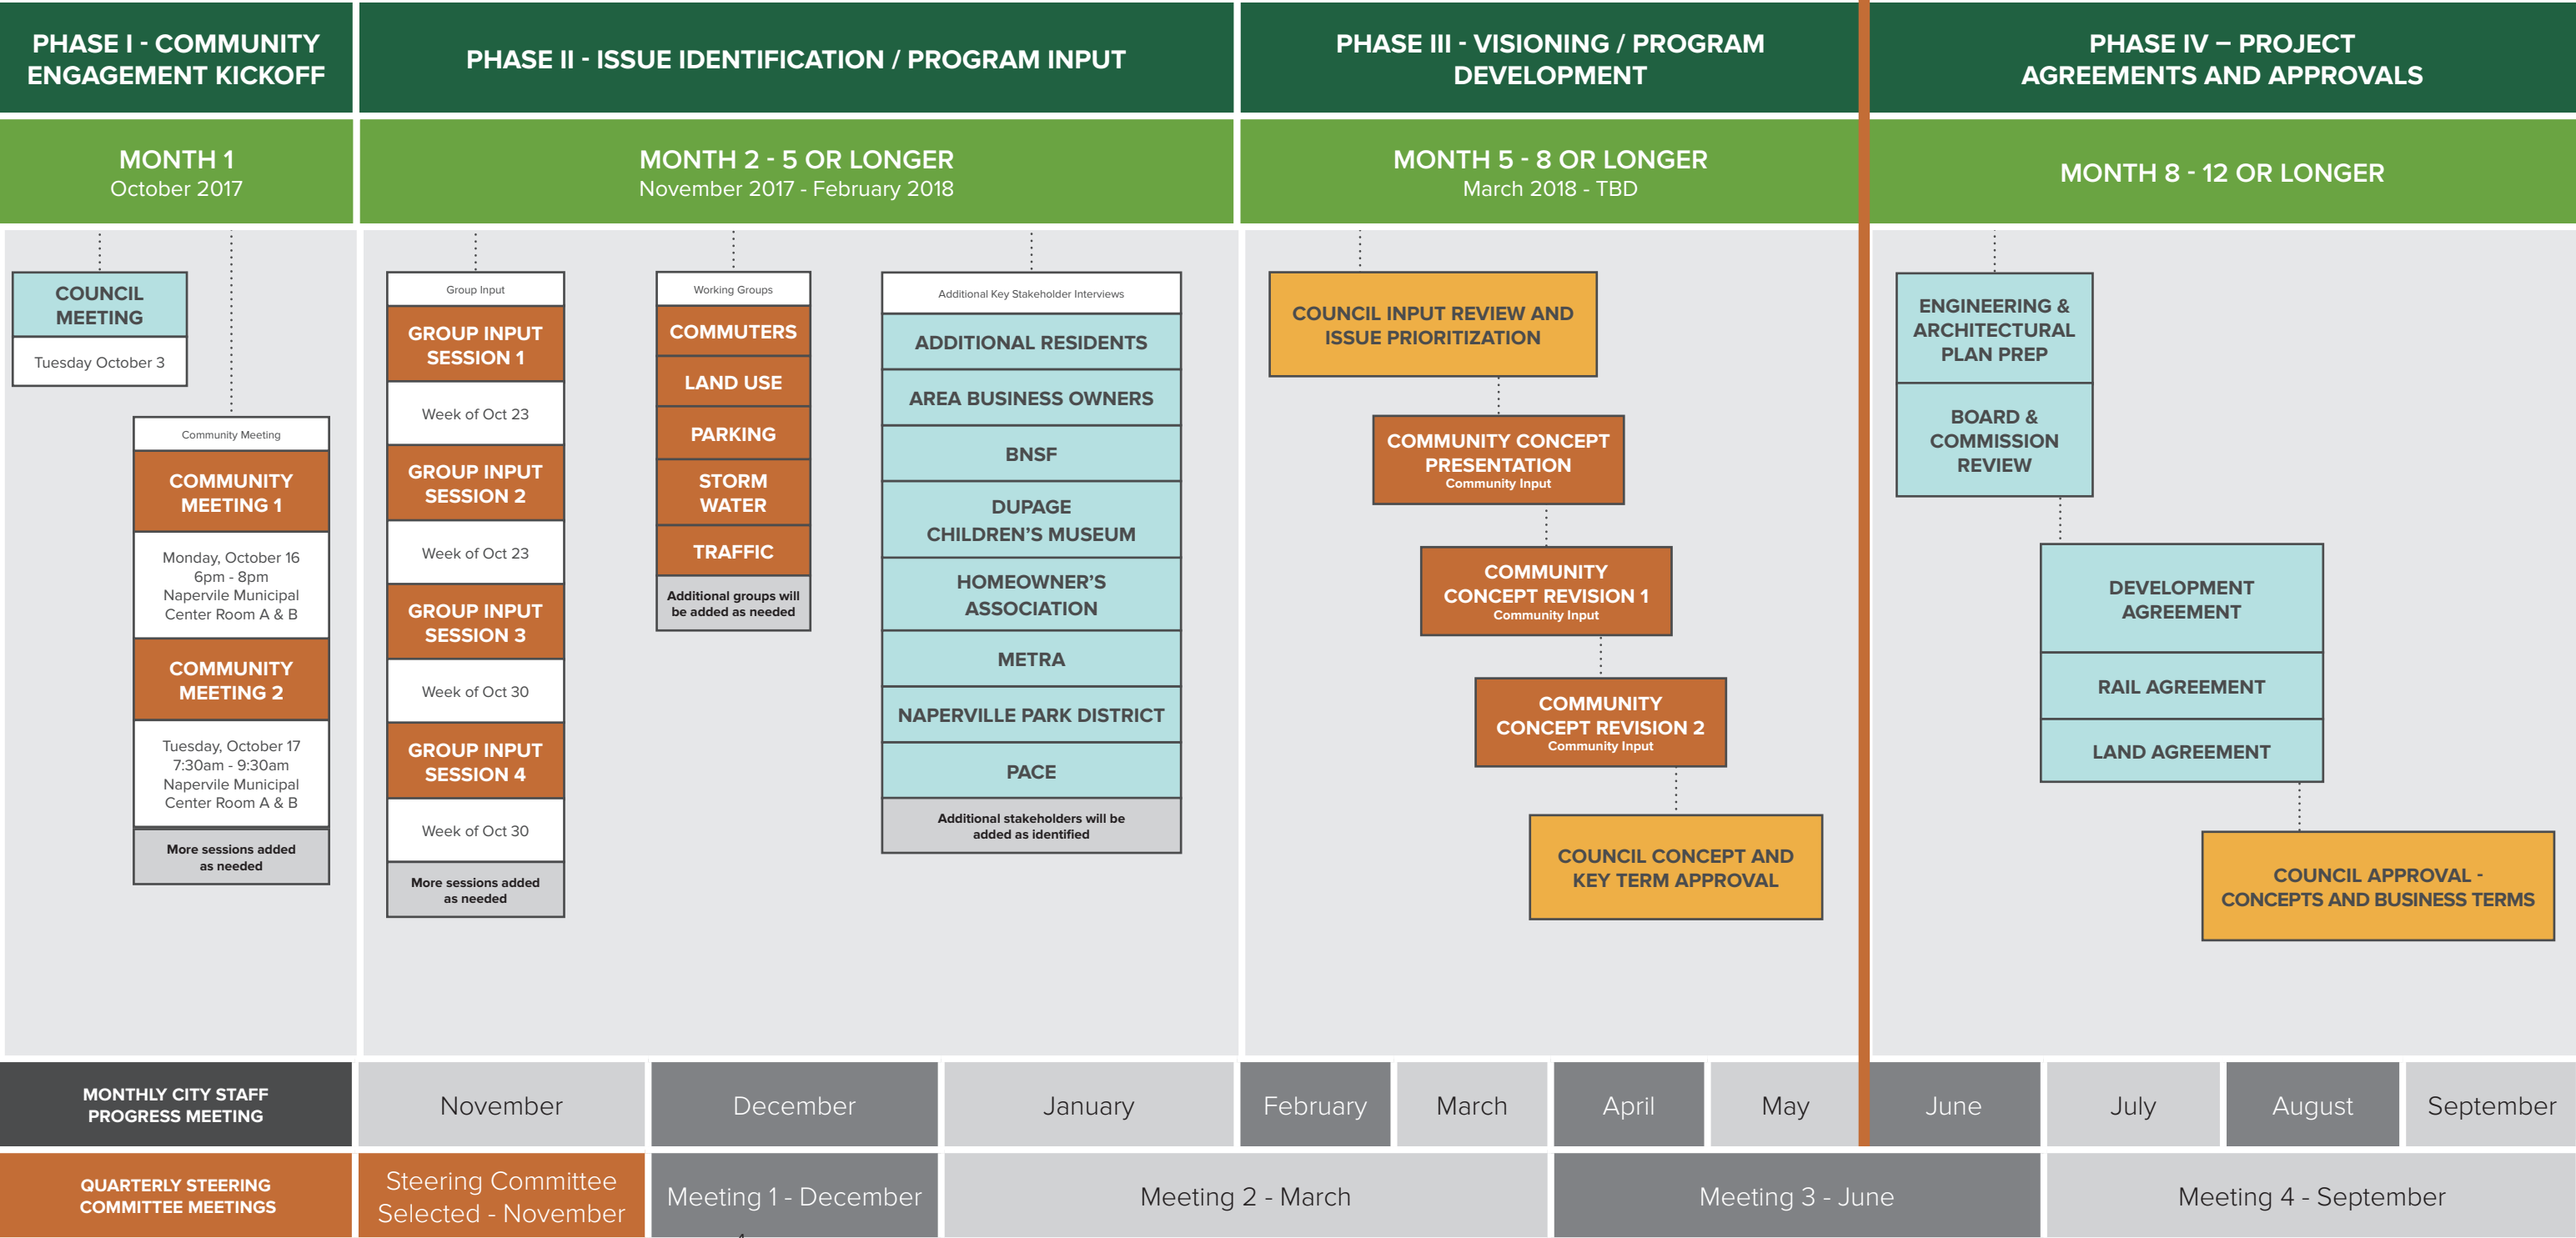 PHASE I - COMMUNITY
ENGAGEMENT KICKOFF
PHASE II - ISSUE IDENTIFICATION / PROGRAM INPUT
PHASE III - VISIONING / PROGRAM
DEVELOPMENT
PHASE IV – PROJECT
AGREEMENTS AND APPROVALS
MONTH 1
October 2017
MONTH 2 - 5 OR LONGER
November 2017 - February 2018
MONTH 5 - 8 OR LONGER
March 2018 - TBD
MONTH 8 - 12 OR LONGER
COUNCIL
MEETING
Tuesday October 3
Community Meeting
COMMUNITY
MEETING 1
Monday, October 16
6pm - 8pm
Napervile Municipal
Center Room A & B
COMMUNITY
MEETING 2
Tuesday, October 17
7:30am - 9:30am
Napervile Municipal
Center Room A & B
More sessions added
as needed
Group Input
GROUP INPUT
SESSION 1
Week of Oct 23
GROUP INPUT
SESSION 2
Week of Oct 23
GROUP INPUT
SESSION 3
Week of Oct 30
GROUP INPUT
SESSION 4
Week of Oct 30
More sessions added
as needed
Working Groups
COMMUTERS
LAND USE
PARKING
STORM
WATER
TRAFFIC
Additional groups will
be added as needed
Additional Key Stakeholder Interviews
ADDITIONAL RESIDENTS
AREA BUSINESS OWNERS
BNSF
DUPAGE
CHILDREN'S MUSEUM
HOMEOWNER'S
ASSOCIATION
METRA
NAPERVILLE PARK DISTRICT
PACE
Additional stakeholders will be
added as identified
COUNCIL INPUT REVIEW AND
ISSUE PRIORITIZATION
COMMUNITY CONCEPT
PRESENTATION
Community Input
COMMUNITY
CONCEPT REVISION 1
Community Input
COMMUNITY
CONCEPT REVISION 2
Community Input
COUNCIL CONCEPT AND
KEY TERM APPROVAL
ENGINEERING &
ARCHITECTURAL
PLAN PREP
BOARD &
COMMISSION
REVIEW
DEVELOPMENT
AGREEMENT
RAIL AGREEMENT
LAND AGREEMENT
COUNCIL APPROVAL -
CONCEPTS AND BUSINESS TERMS
MONTHLY CITY STAFF
PROGRESS MEETING
November
December
January
February
March
April
May
June
July
August
September
QUARTERLY STEERING
COMMITTEE MEETINGS
Steering Committee
Selected - November
Meeting 1 - December
Meeting 2 - March
Meeting 3 - June
Meeting 4 - September